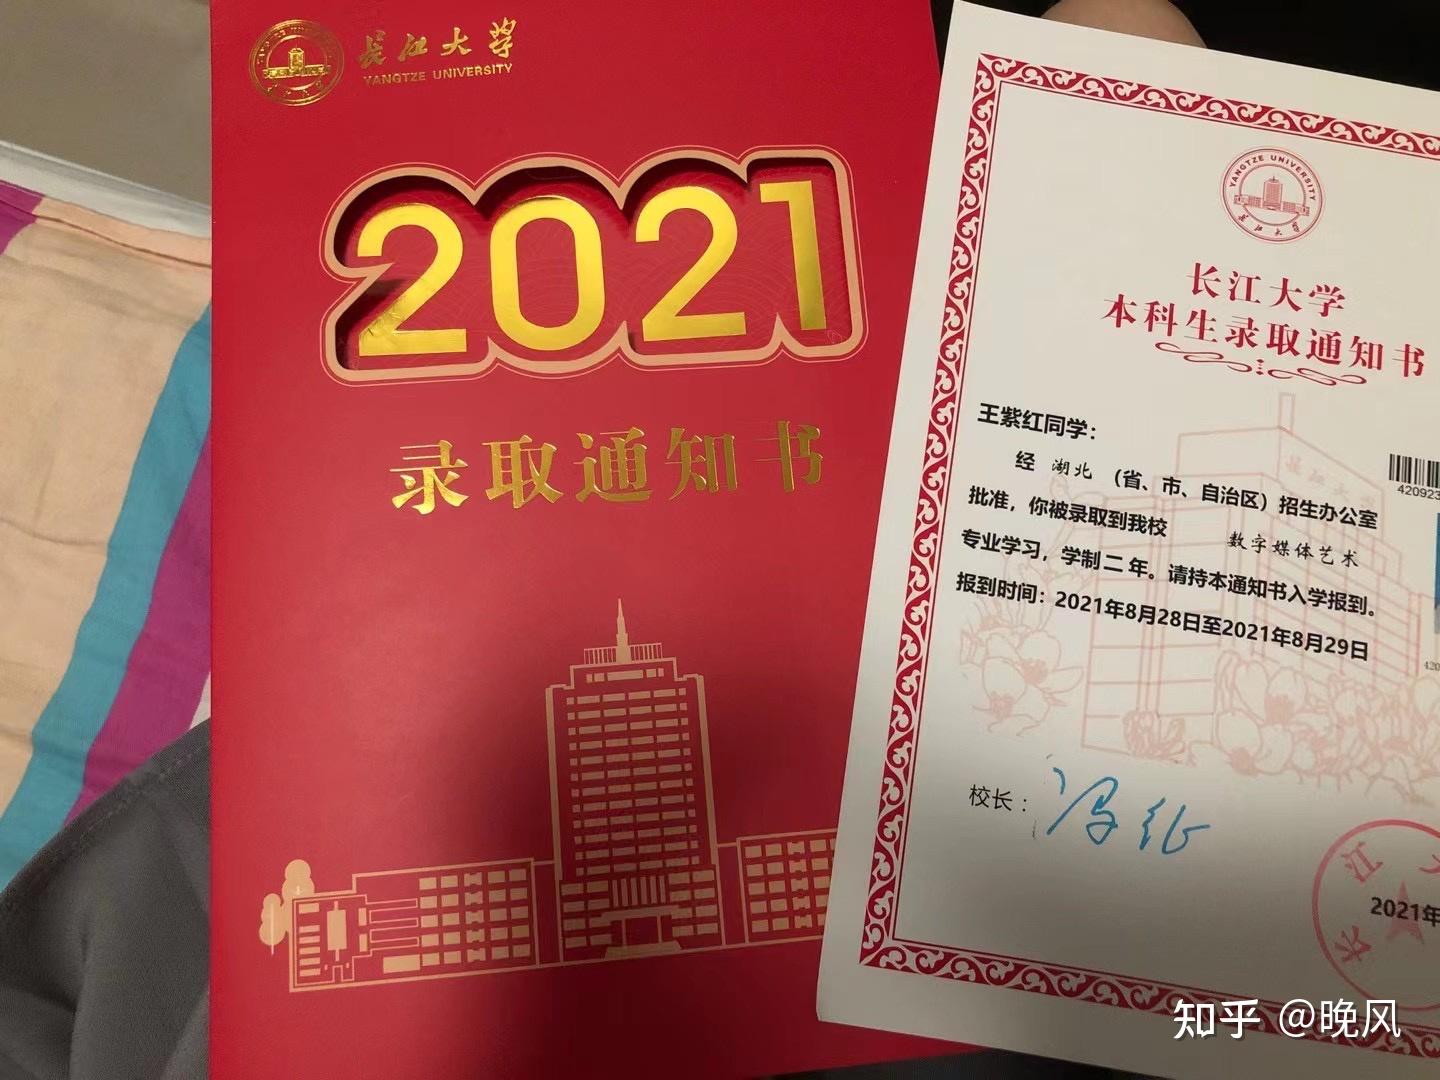 长江大学
YANGTZE UNIVERSITY
2021
录取通知书
YANGTZE UNIVERSITY
长江大学
长江大学
本科生录取通知书
王紫红同学：
经 湖北 （省、市、自治区）招生办公室
批准，你被录取到我校 数字媒体艺术
专业学习，学制二年。请持本通知书入学报到。
报到时间：2021年8月28日至2021年8月29日
420923
420
校长：
长江大
2021年
知乎 @晚风